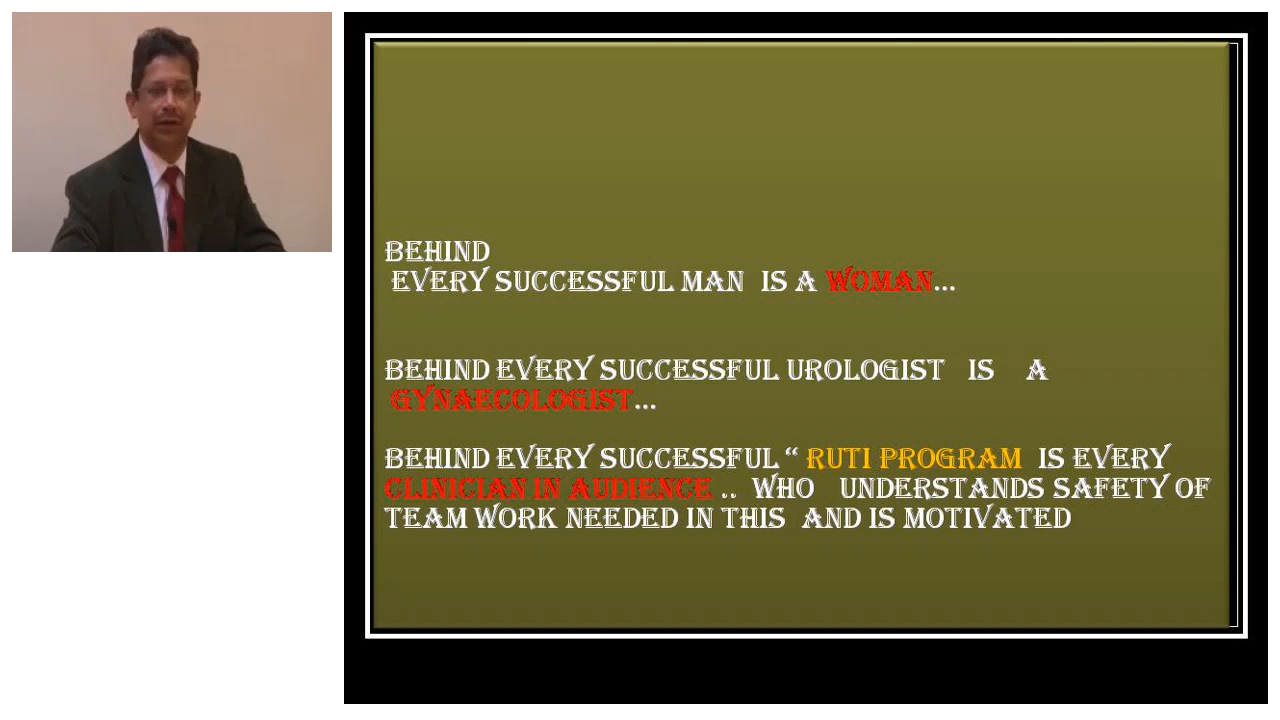 BEHIND
EVERY SUCCESSFUL MAN IS A WOMAN...
BEHIND EVERY SUCCESSFUL UROLOGIST IS A
GYNAECOLOGIST...
BEHIND EVERY SUCCESSFUL “ RUTI PROGRAM IS EVERY
CLINICIAN IN AUDIENCE .. WHO UNDERSTANDS SAFETY OF
TEAM WORK NEEDED IN THIS AND IS MOTIVATED